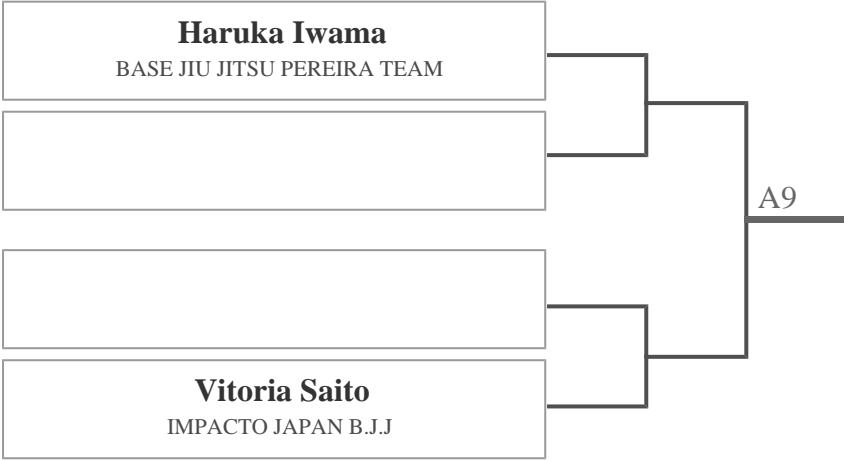 Haruka Iwama
BASE JIU JITSU PEREIRA TEAM
A9
Vitoria Saito
IMPACTO JAPAN B.J.J